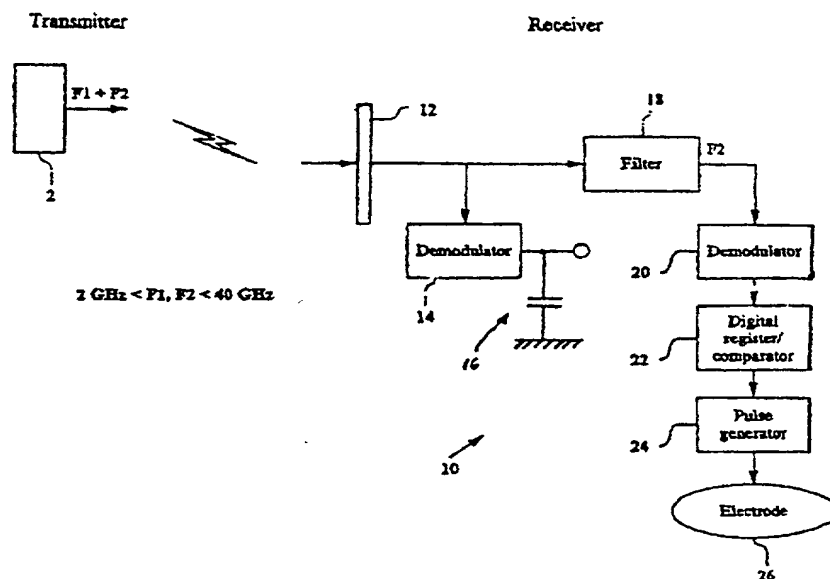 Transmitter
Receiver
F1 + F2
2
12
18
Filter
F2
Demodulator
14
16
2 GHz < F1, F2 < 40 GHz
Demodulator
20
Digital
register/
comparator
22
Pulse
generator
24
10
Electrode
26